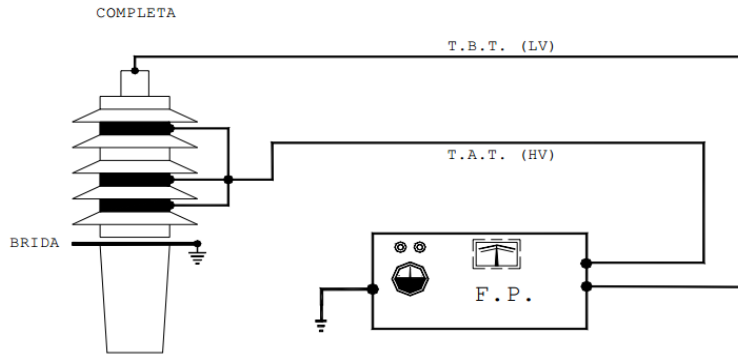 COMPLETA
T.B.T. (LV)
T.A.T. (HV)
BRIDA
F.P.